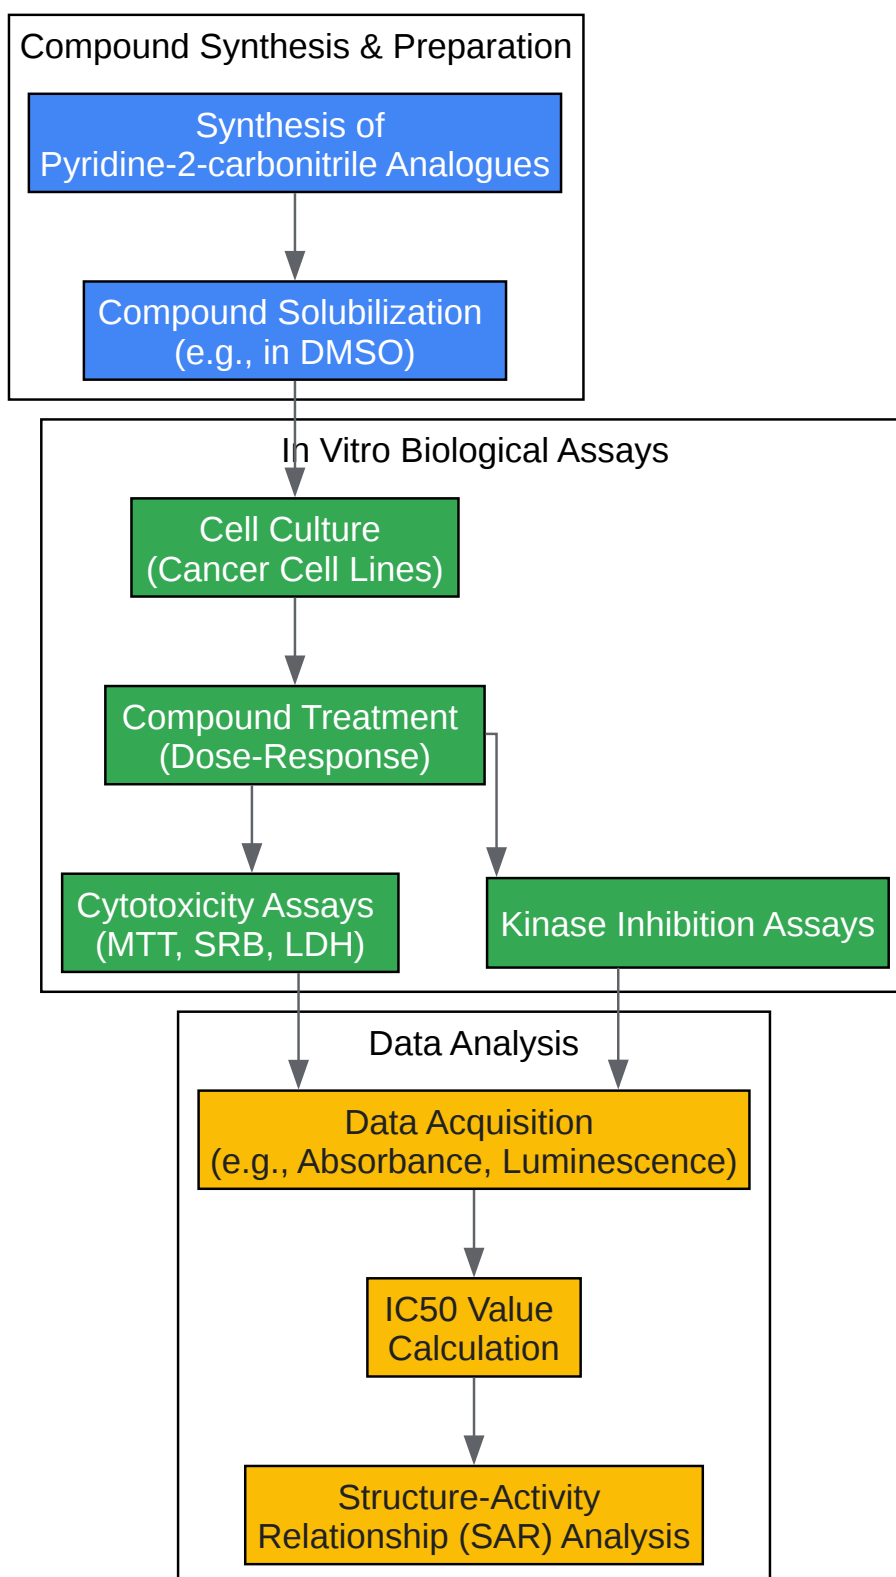 Compound Synthesis & Preparation
Synthesis of
Pyridine-2-carbonitrile Analogues
Compound Solubilization
(e.g., in DMSO)
In Vitro Biological Assays
Cell Culture
(Cancer Cell Lines)
Compound Treatment
(Dose-Response)
Cytotoxicity Assays
(MTT, SRB, LDH)
Kinase Inhibition Assays
Data Analysis
Data Acquisition
(e.g., Absorbance, Luminescence)
IC50 Value
Calculation
Structure-Activity
Relationship (SAR) Analysis